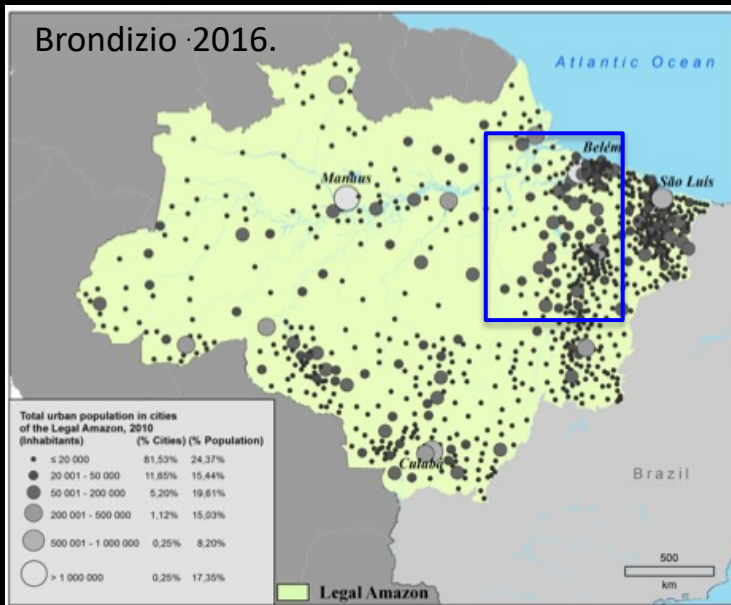 Brondizio 2016.
Atlantic Ocean
Belém
Manaus
São Luis
Cuiabá
Brazil
Total urban population in cities
of the Legal Amazon, 2010
(Inhabitants) (% Cities) (% Population)
≤ 20 000 81,53% 24,37%
20 001 - 50 000 11,65% 15,44%
50 001 - 200 000 5,20% 19,61%
200 001 - 500 000 1,12% 15,03%
500 001 - 1 000 000 0,25% 8,20%
> 1 000 000 0,25% 17,35%
500
km
Legal Amazon